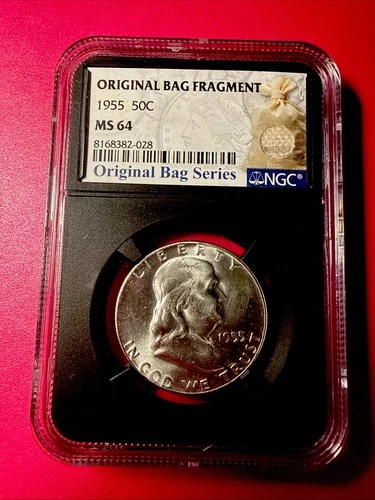 ORIGINAL BAG FRAGMENT
1955 50C
MS 64
8168382-028
Original Bag Series
NGC®
LIBERTY
1955
IN GOD WE TRUST